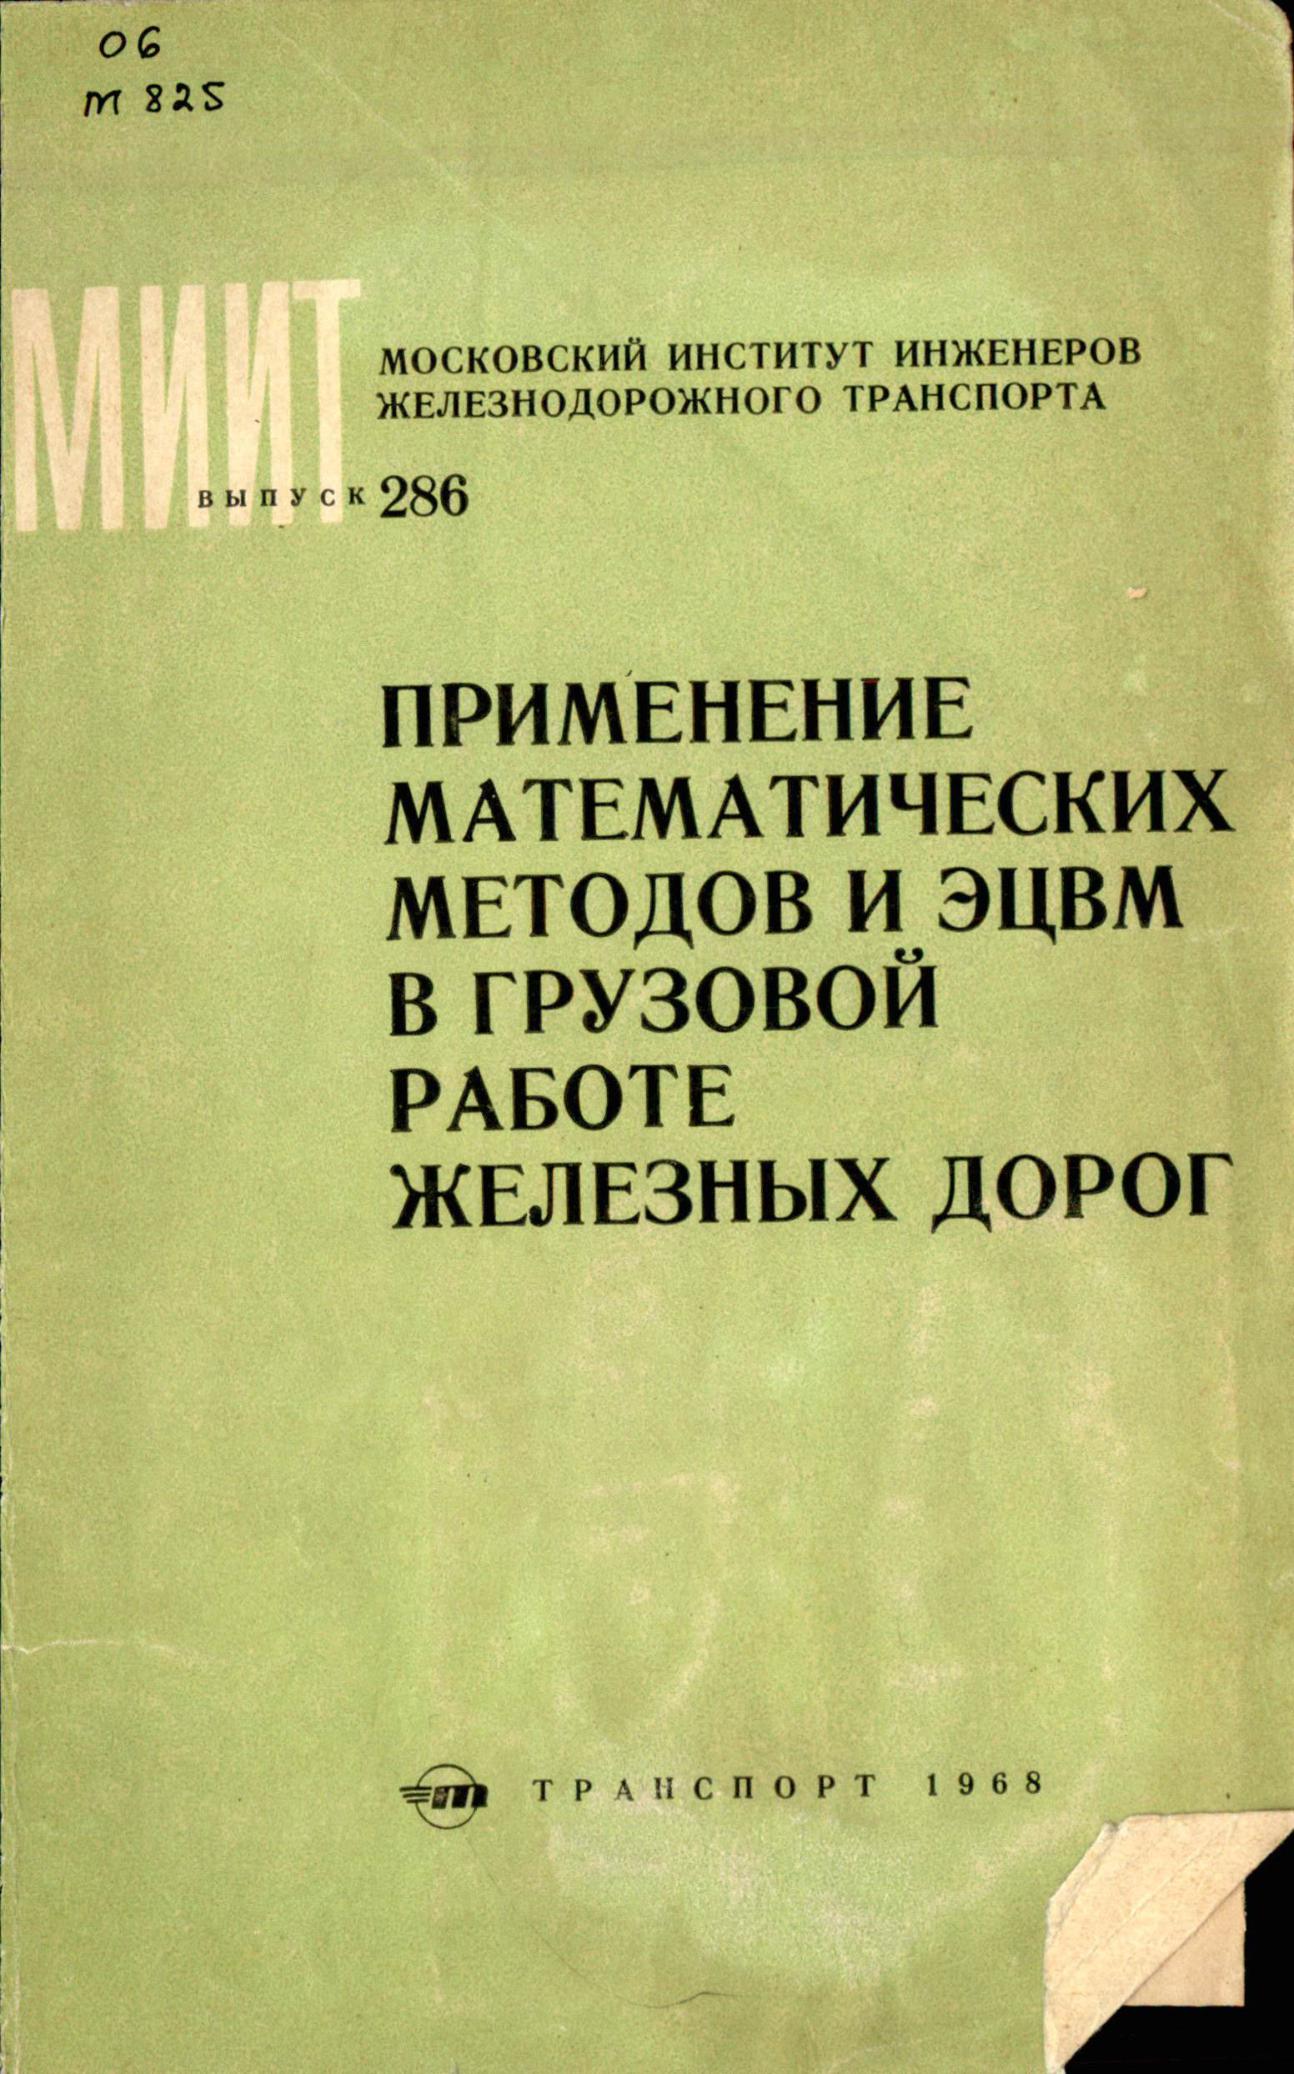 06
т 825
МИИТ
МОСКОВСКИЙ ИНСТИТУТ ИНЖЕНЕРОВ
ЖЕЛЕЗНОДОРОЖНОГО ТРАНСПОРТА
ВЫПУСК 286
ПРИМЕНЕНИЕ
МАТЕМАТИЧЕСКИХ
МЕТОДОВ И ЭЦВМ
В ГРУЗОВОЙ
РАБОТЕ
ЖЕЛЕЗНЫХ ДОРОГ
ТРАНСПОРТ 1968